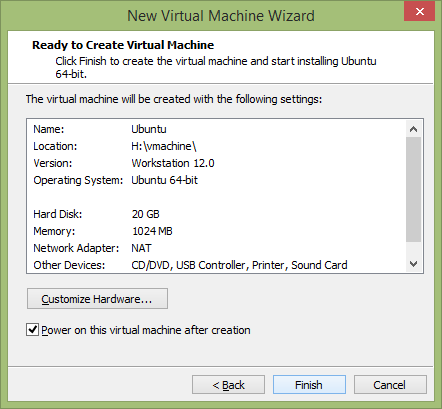 New Virtual Machine Wizard
Ready to Create Virtual Machine
Click Finish to create the virtual machine and start installing Ubuntu
64-bit.
The virtual machine will be created with the following settings:
Name: Ubuntu
Location: H:\vmachine\
Version: Workstation 12.0
Operating System: Ubuntu 64-bit
Hard Disk: 20 GB
Memory: 1024 MB
Network Adapter: NAT
Other Devices: CD/DVD, USB Controller, Printer, Sound Card
Customize Hardware...
Power on this virtual machine after creation
< Back Finish Cancel